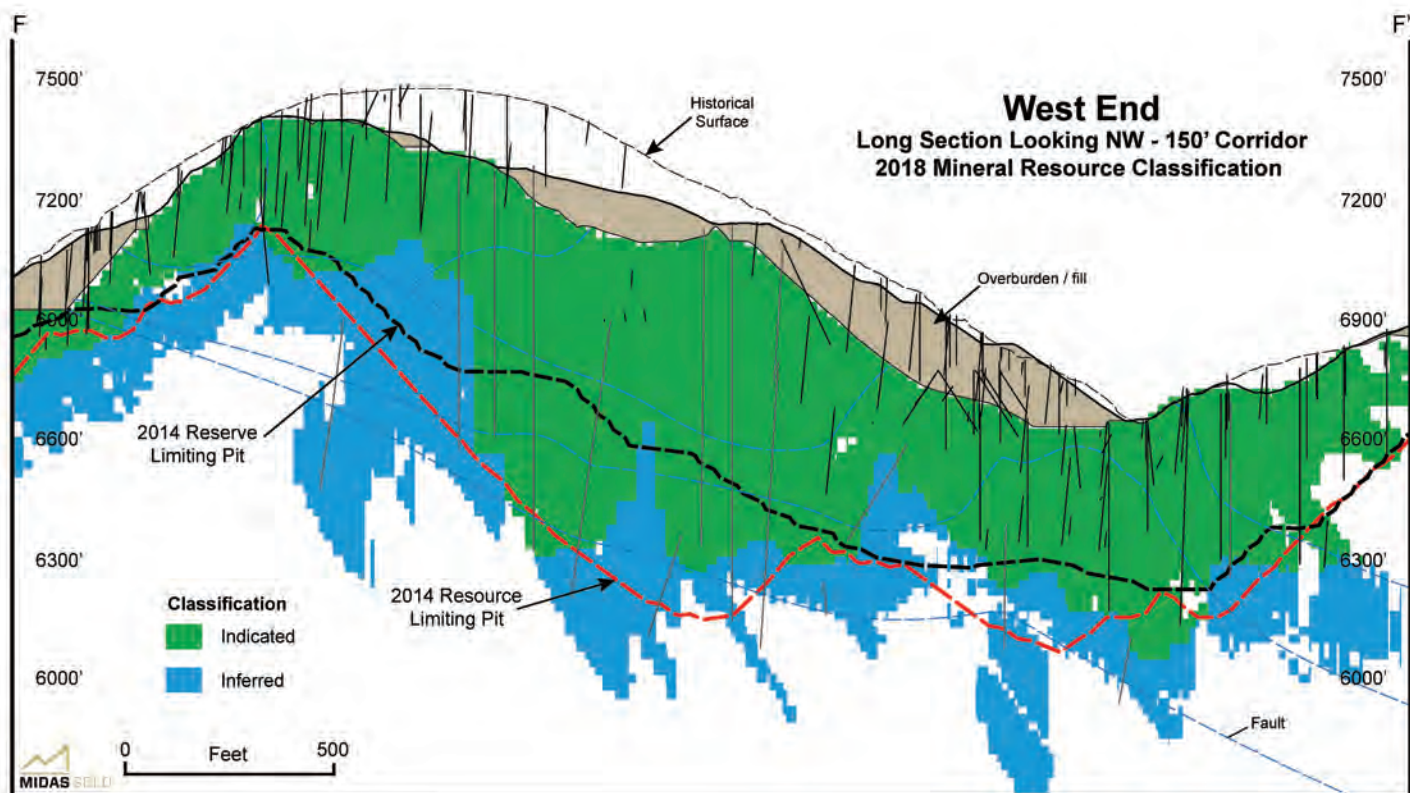 F
F'
7500'
7500'
West End
Long Section Looking NW - 150' Corridor
2018 Mineral Resource Classification
Historical
Surface
7200'
7200'
Overburden / fill
6900'
6900'
2014 Reserve
Limiting Pit
6600'
6600'
6300'
6300'
2014 Resource
Limiting Pit
Classification
Indicated
Inferred
6000'
6000'
Fault
0 Feet 500
MIDAS GOLD